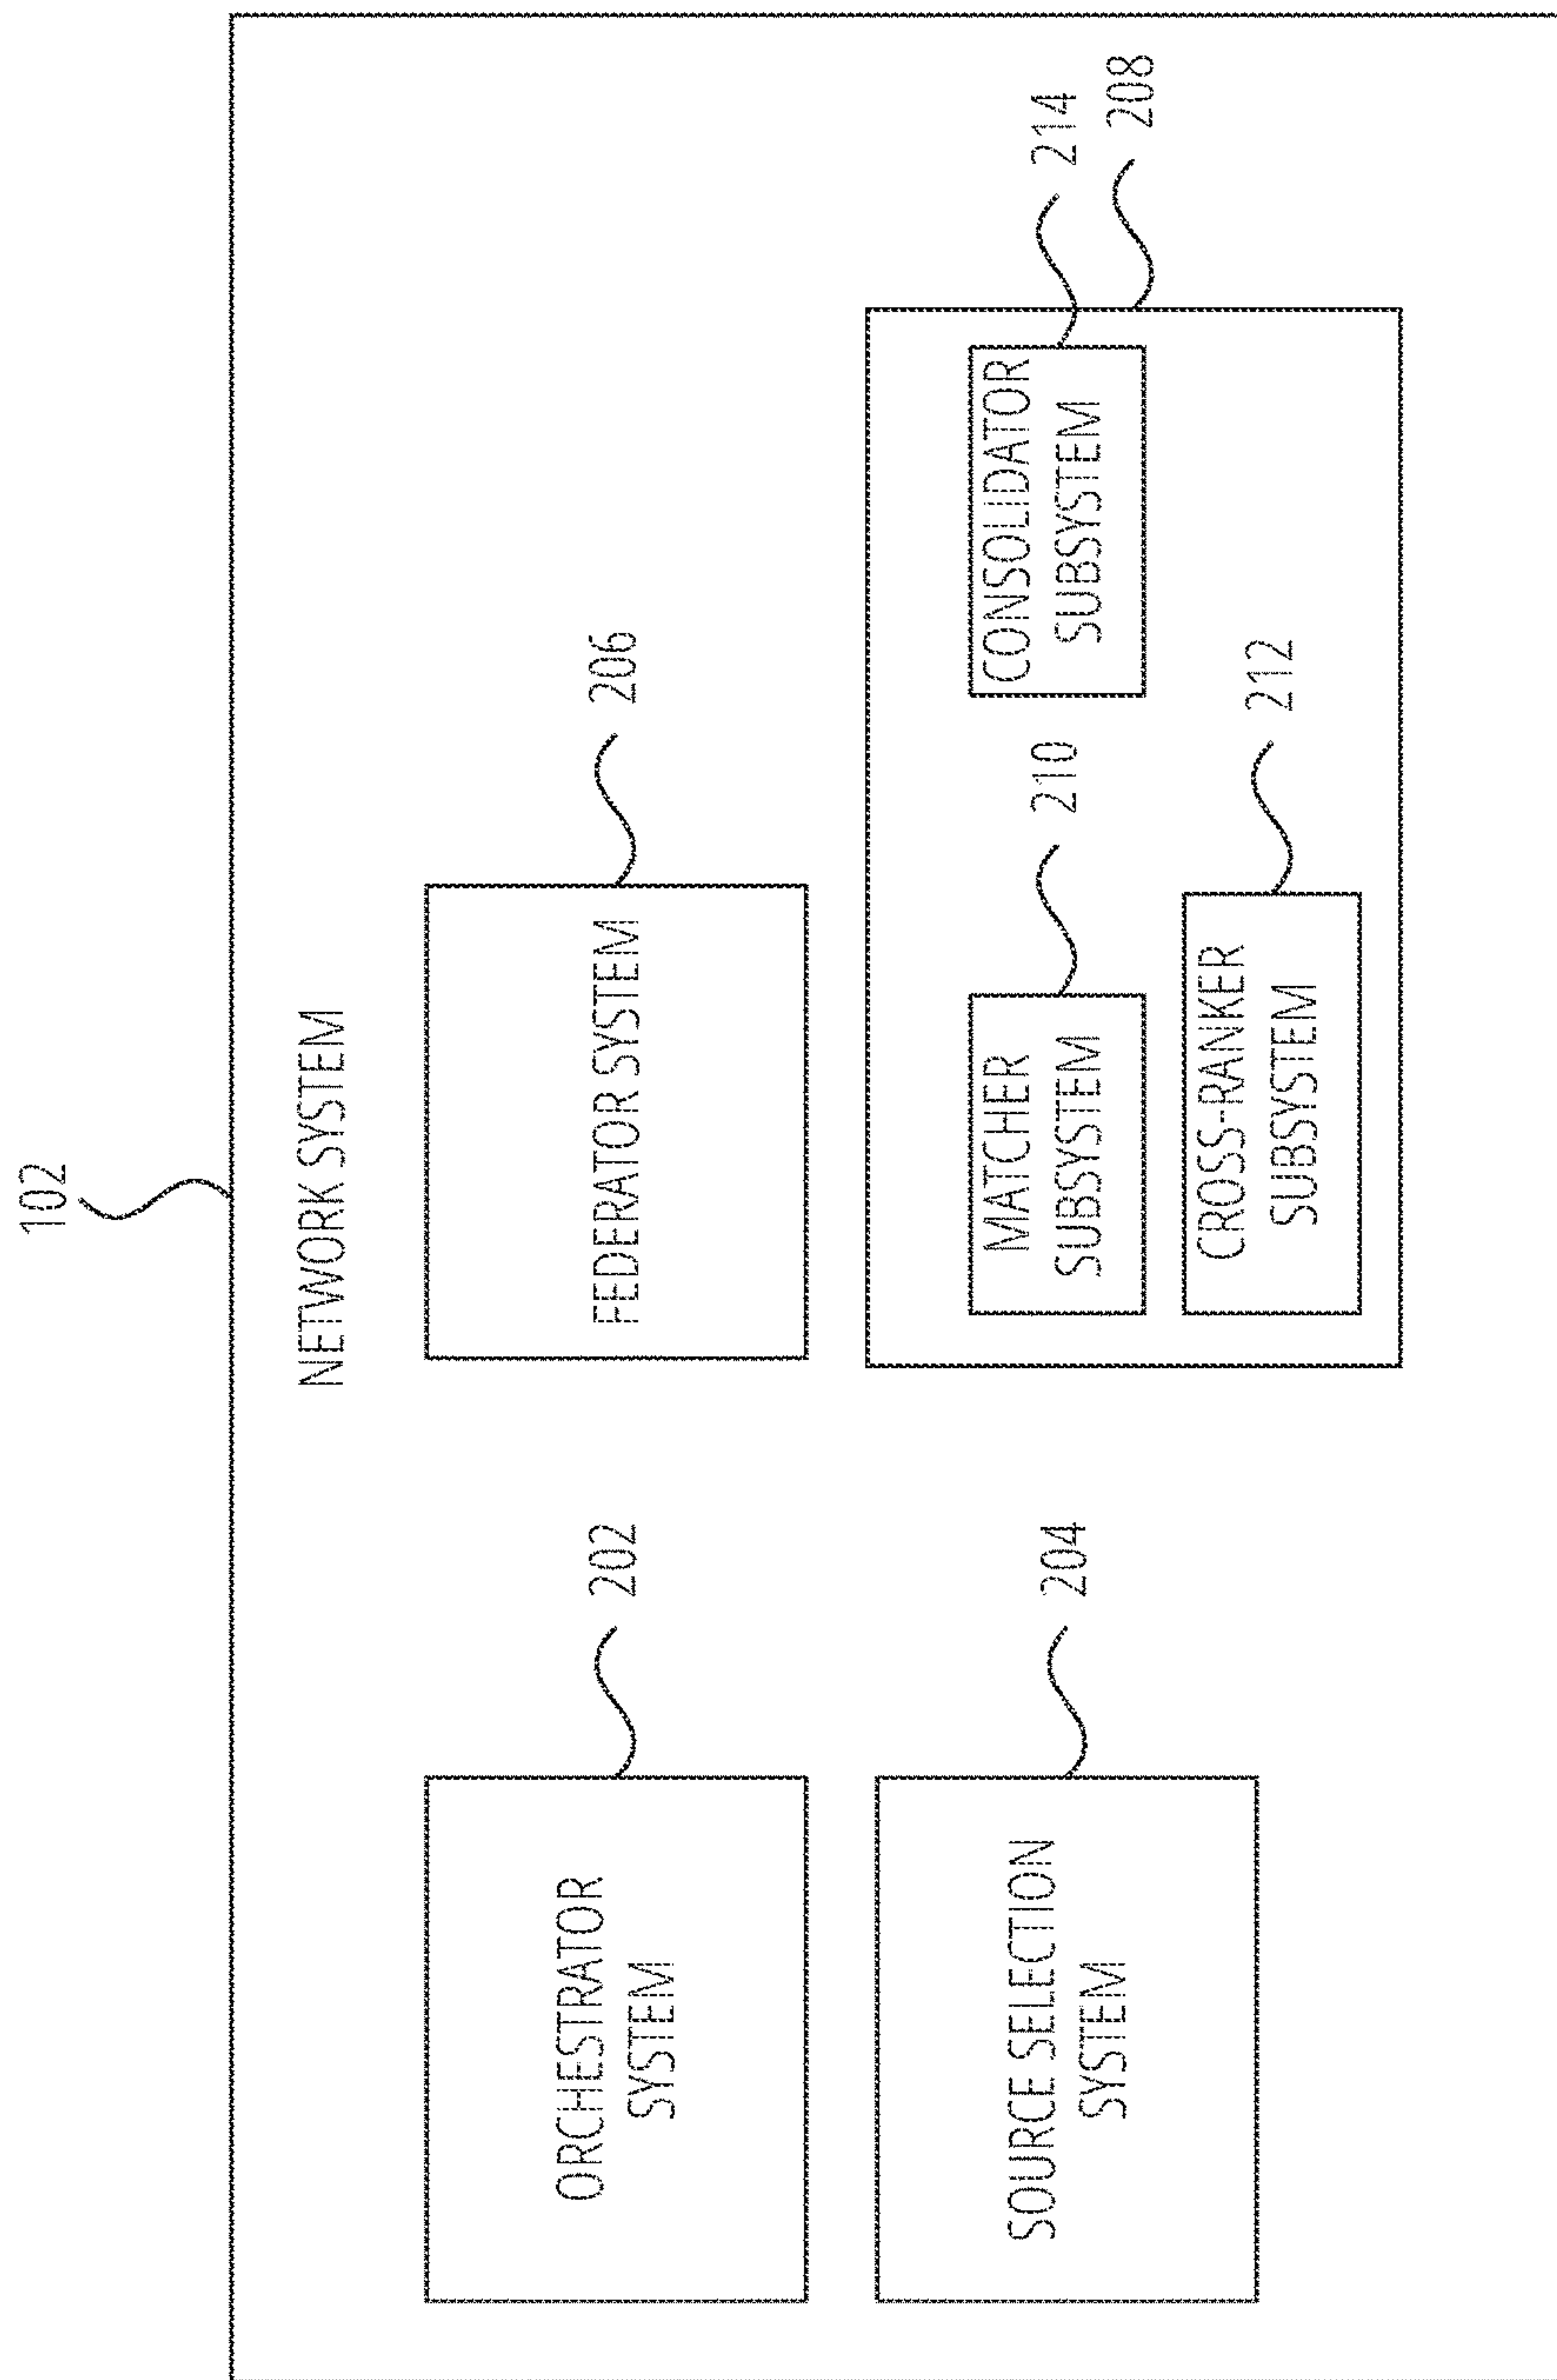 102
NETWORK SYSTEM
ORCHESTRATOR
SYSTEM
202
FEDERATOR SYSTEM
206
SOURCE SELECTION
SYSTEM
204
MATCHER
SUBSYSTEM
210
CONSOLIDATOR
SUBSYSTEM
214
208
CROSS-RANKER
SUBSYSTEM
212